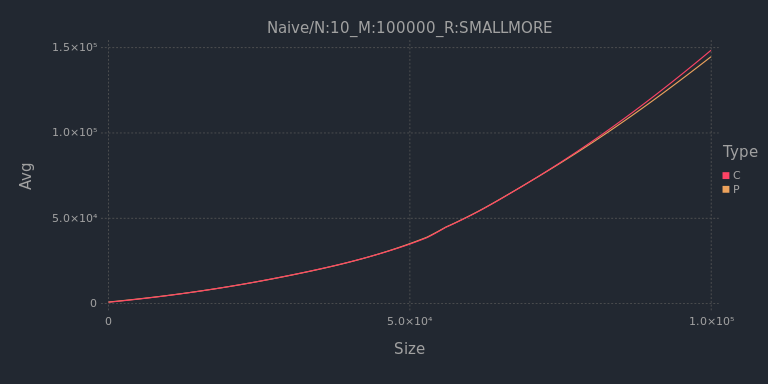 Naive/N:10_M:100000_R:SMALLMORE
1.5×10⁵
1.0×10⁵
5.0×10⁴
0
Avg
0
5.0×10⁴
1.0×10⁵
Size
Type
C
P